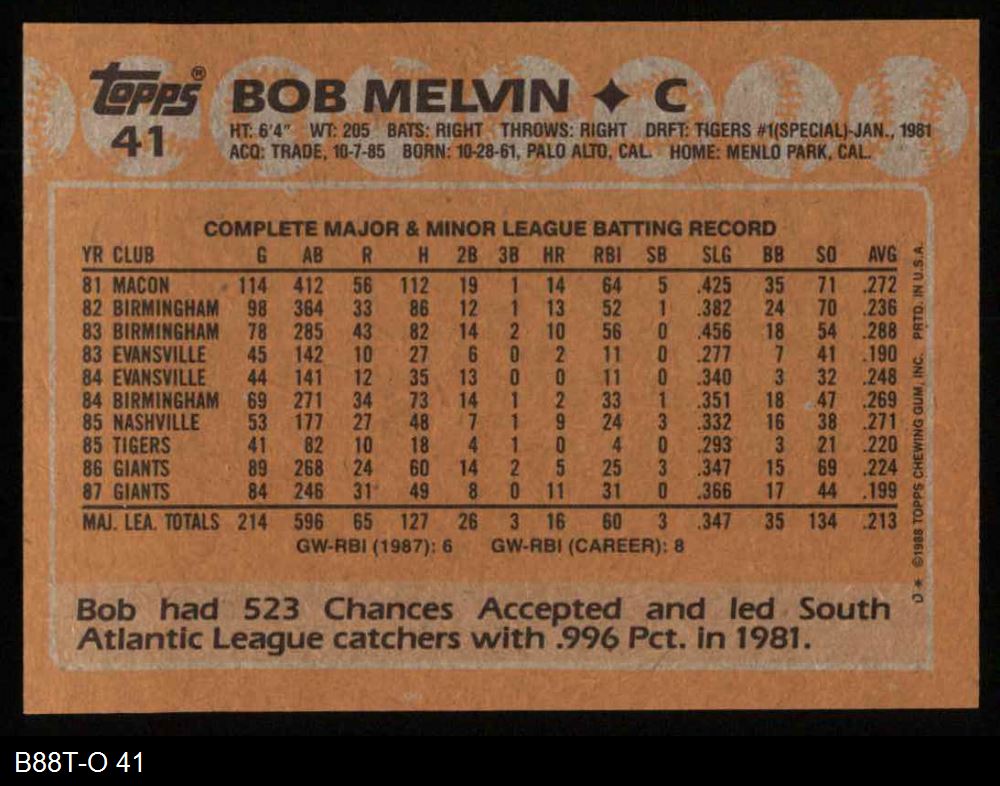 Topps® BOB MELVIN ✦ C
41
HT: 6'4" WT: 205 BATS: RIGHT THROWS: RIGHT DRFT: TIGERS #1(SPECIAL)-JAN., 1981
ACQ: TRADE, 10-7-85 BORN: 10-28-61, PALO ALTO, CAL. HOME: MENLO PARK, CAL.
COMPLETE MAJOR & MINOR LEAGUE BATTING RECORD
YR CLUB G AB R H 2B 3B HR RBI SB SLG BB SO AVG
81 MACON 114 412 56 112 19 1 14 64 5 .425 35 71 .272
82 BIRMINGHAM 98 364 33 86 12 1 13 52 1 .382 24 70 .236
83 BIRMINGHAM 78 285 43 82 14 2 10 56 0 .456 18 54 .288
83 EVANSVILLE 45 142 10 27 6 0 2 11 0 .277 7 41 .190
84 EVANSVILLE 44 141 12 35 13 0 0 11 0 .340 3 32 .248
84 BIRMINGHAM 69 271 34 73 14 1 2 33 1 .351 18 47 .269
85 NASHVILLE 53 177 27 48 7 1 9 24 3 .332 16 38 .271
85 TIGERS 41 82 10 18 4 1 0 4 0 .293 3 21 .220
86 GIANTS 89 268 24 60 14 2 5 25 3 .347 15 69 .224
87 GIANTS 84 246 31 49 8 0 11 31 0 .366 17 44 .199
MAJ. LEA. TOTALS 214 596 65 127 26 3 16 60 3 .347 35 134 .213
GW-RBI (1987): 6 GW-RBI (CAREER): 8
Bob had 523 Chances Accepted and led South
Atlantic League catchers with .996 Pct. in 1981.
D* ©1988 TOPPS CHEWING GUM, INC. PRTD. IN U.S.A.
B88T-O 41